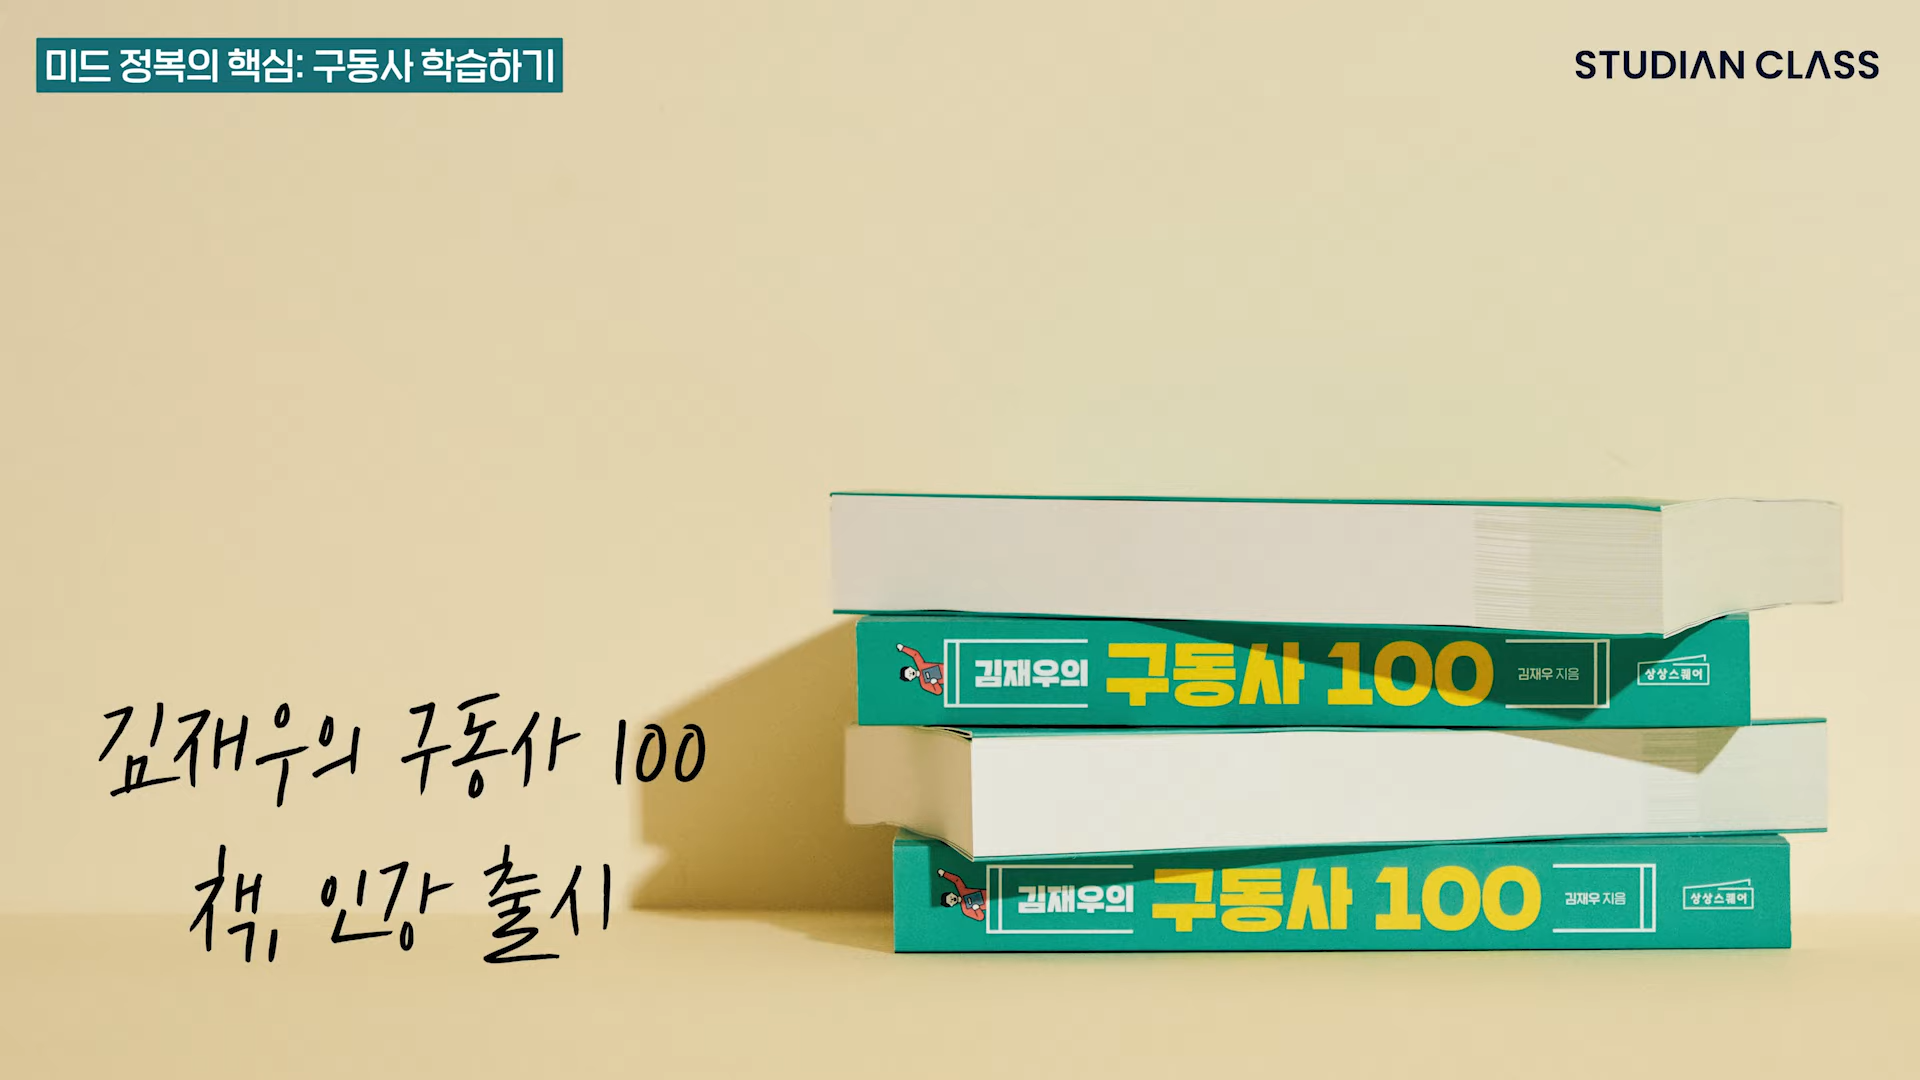 미드 정복의 핵심: 구동사 학습하기
STUDIAN CLASS
김재우의 구동사 100 김재우 지음 상상스퀘어
김재우의 구동사 100
책, 인강 출시
김재우의 구동사 100 김재우 지음 상상스퀘어